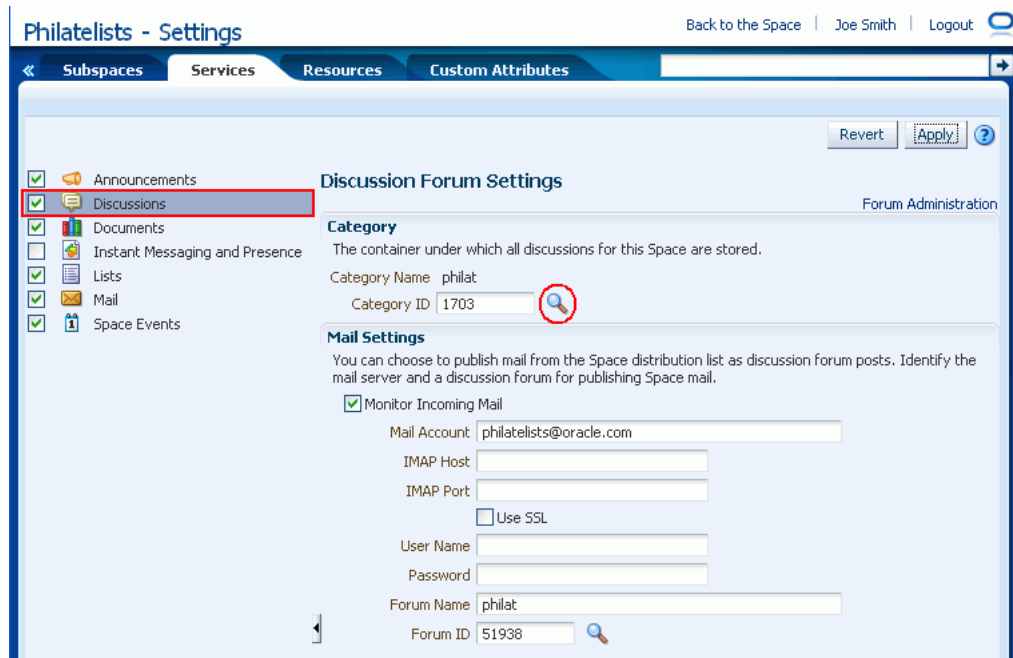 Philatelists - Settings
Back to the Space | Joe Smith | Logout
« Subspaces Services Resources Custom Attributes
Revert Apply ?
Announcements
Discussions
Documents
Instant Messaging and Presence
Lists
Mail
Space Events
Discussion Forum Settings
Forum Administration
Category
The container under which all discussions for this Space are stored.
Category Name philat
Category ID 1703
Mail Settings
You can choose to publish mail from the Space distribution list as discussion forum posts. Identify the
mail server and a discussion forum for publishing Space mail.
Monitor Incoming Mail
Mail Account philatelists@oracle.com
IMAP Host
IMAP Port
Use SSL
User Name
Password
Forum Name philat
Forum ID 51938